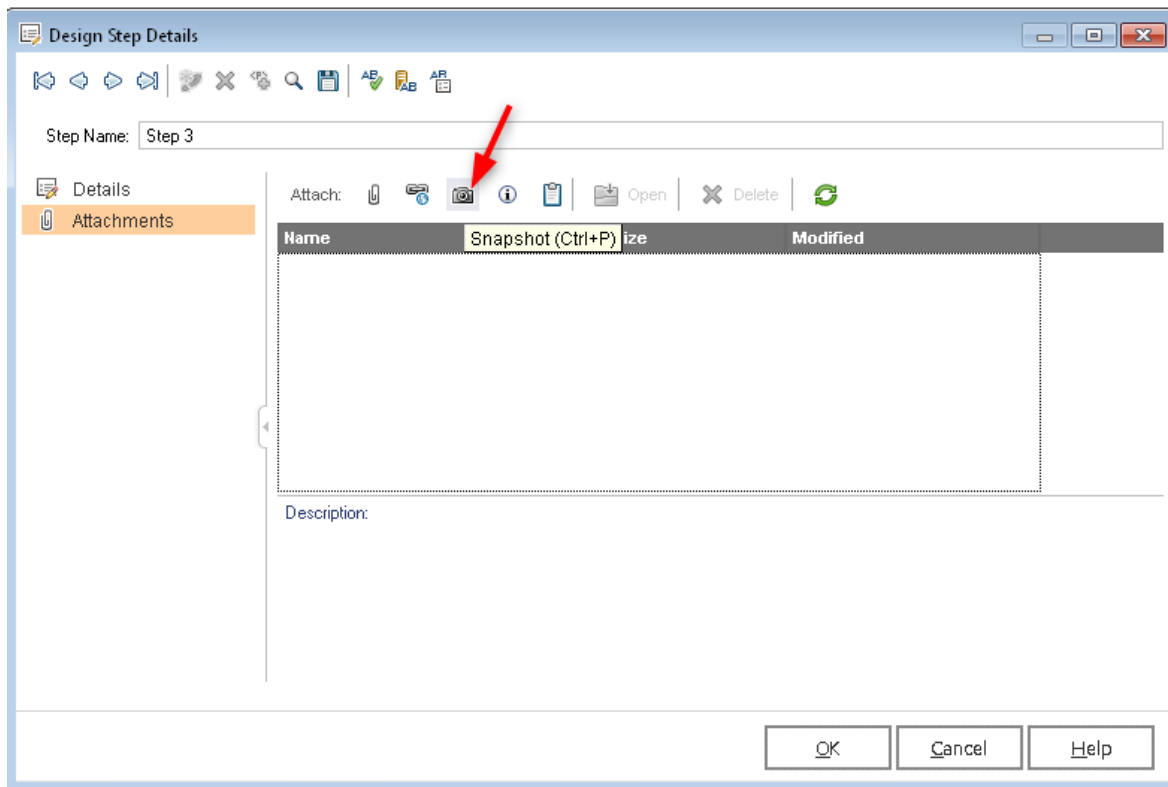 Design Step Details
Step Name: Step 3
Details
Attachments
Attach: Open Delete
Name ize Modified
Snapshot (Ctrl+P)
Description:
OK Cancel Help